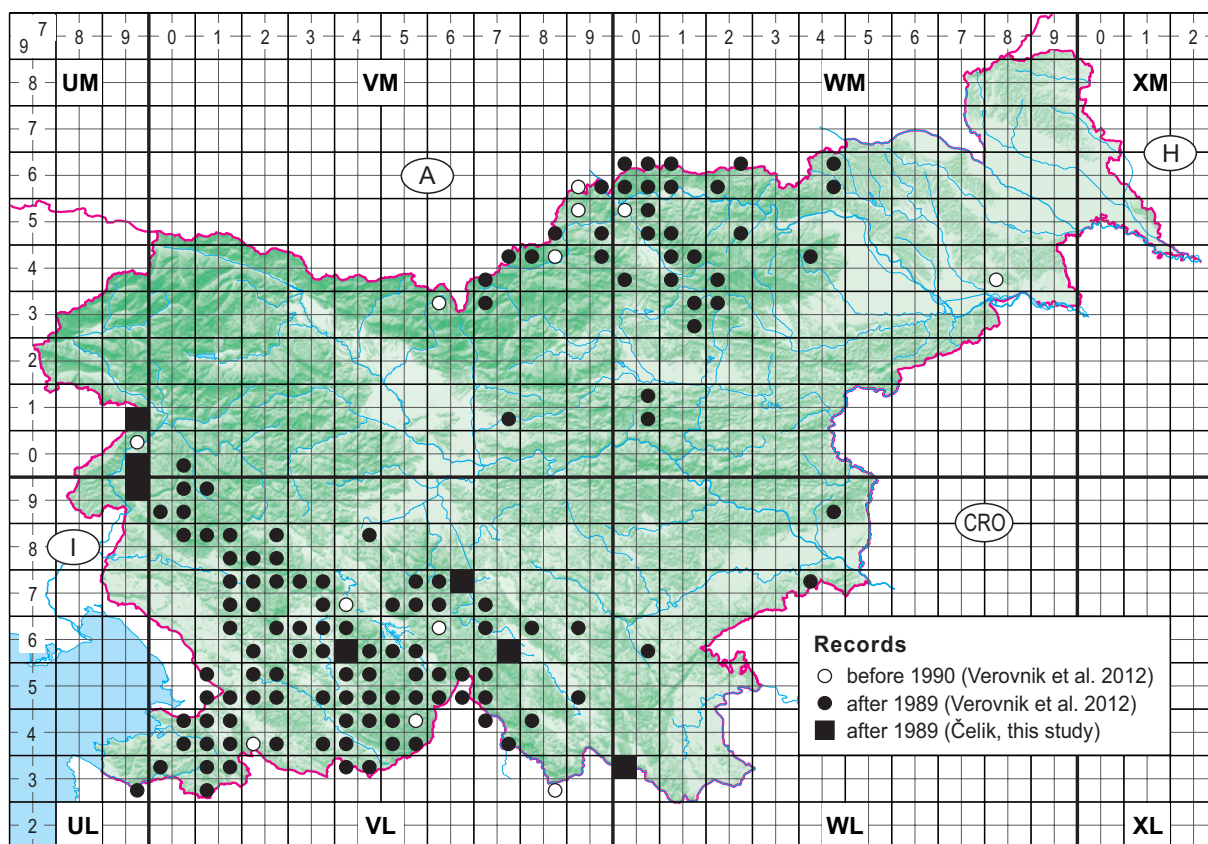 7
9 8 9 0 1 2 3 4 5 6 7 8 9 0 1 2 3 4 5 6 7 8 9 0 1 2
8 UM VM WM XM
7
H
6 A
5
4
3
2
1
0
9
CRO
8 I
7
6
Records
before 1990 (Verovnik et al. 2012)
5
after 1989 (Verovnik et al. 2012)
4
after 1989 (Čelik, this study)
3
2 UL VL WL XL